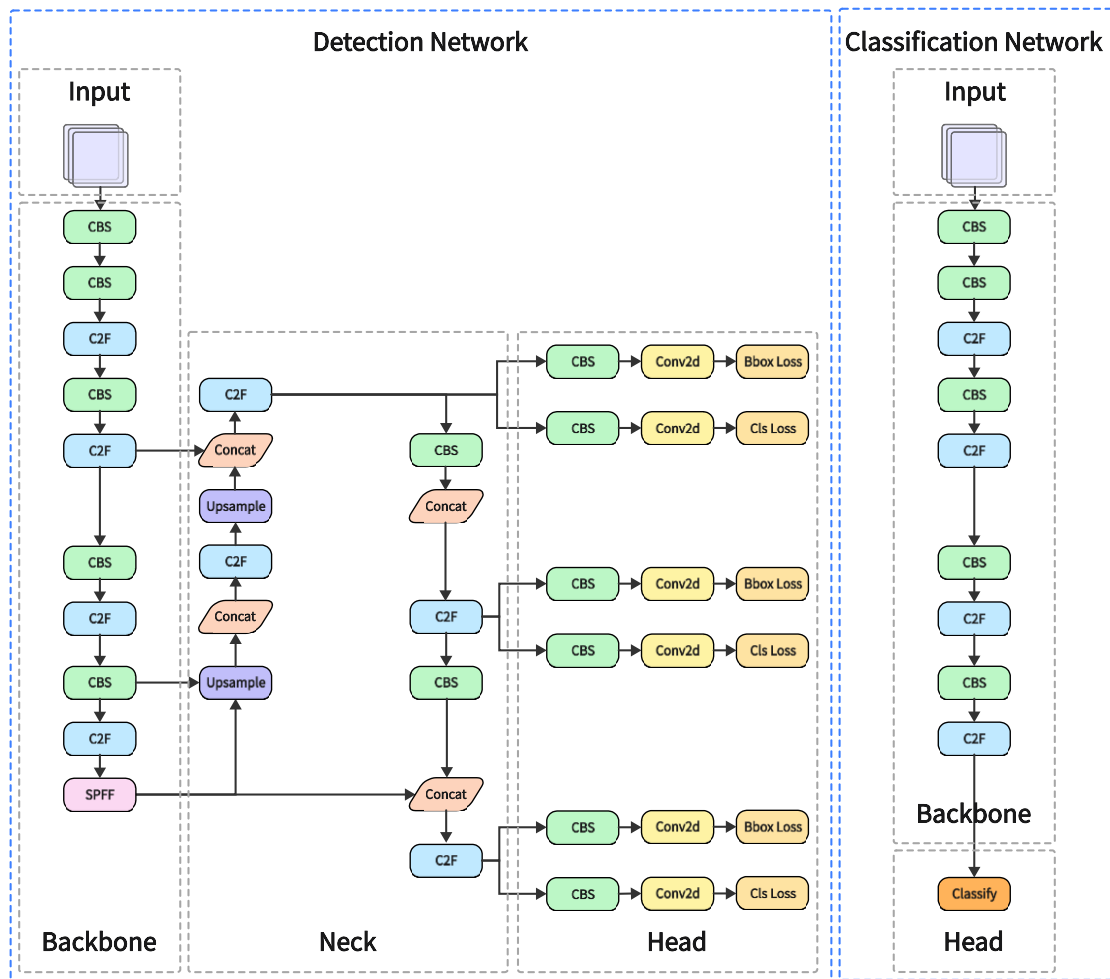 Detection Network
Input
CBS
CBS
C2F
CBS
C2F
CBS
C2F
CBS
C2F
SPFF
Backbone
C2F
Concat
Upsample
C2F
Concat
Upsample
CBS
Concat
C2F
CBS
Concat
C2F
Neck
CBS
Conv2d
Bbox Loss
CBS
Conv2d
Cls Loss
CBS
Conv2d
Bbox Loss
CBS
Conv2d
Cls Loss
CBS
Conv2d
Bbox Loss
CBS
Conv2d
Cls Loss
Head
Classification Network
Input
CBS
CBS
C2F
CBS
C2F
CBS
C2F
CBS
C2F
Backbone
Classify
Head